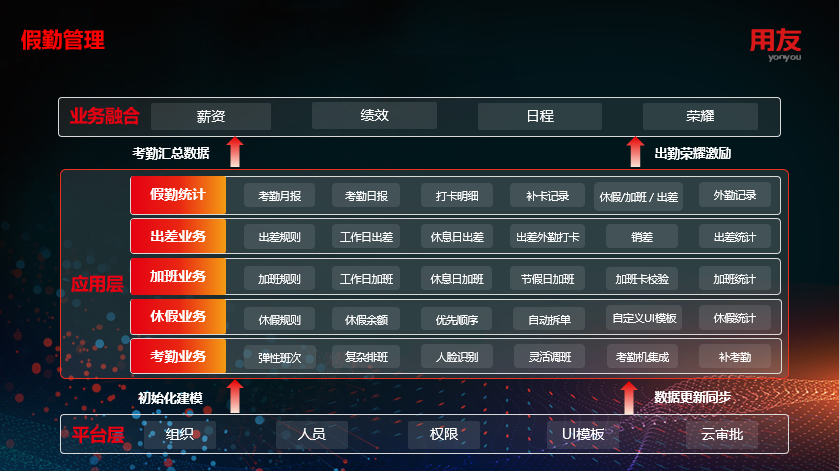 假勤管理
用友
yonyou
业务融合 薪资 绩效 日程 荣耀
考勤汇总数据 出勤荣耀激励
应用层
假勤统计 考勤月报 考勤日报 打卡明细 补卡记录 休假/加班 / 出差 外勤记录
出差业务 出差规则 工作日出差 休息日出差 出差外勤打卡 销差 出差统计
加班业务 加班规则 工作日加班 休息日加班 节假日加班 加班卡校验 加班统计
休假业务 休假规则 休假余额 优先顺序 自动拆单 自定义UI模板 休假统计
考勤业务 弹性班次 复杂排班 人脸识别 灵活调班 考勤机集成 补考勤
初始化建模 数据更新同步
平台层 组织 人员 权限 UI模板 云审批